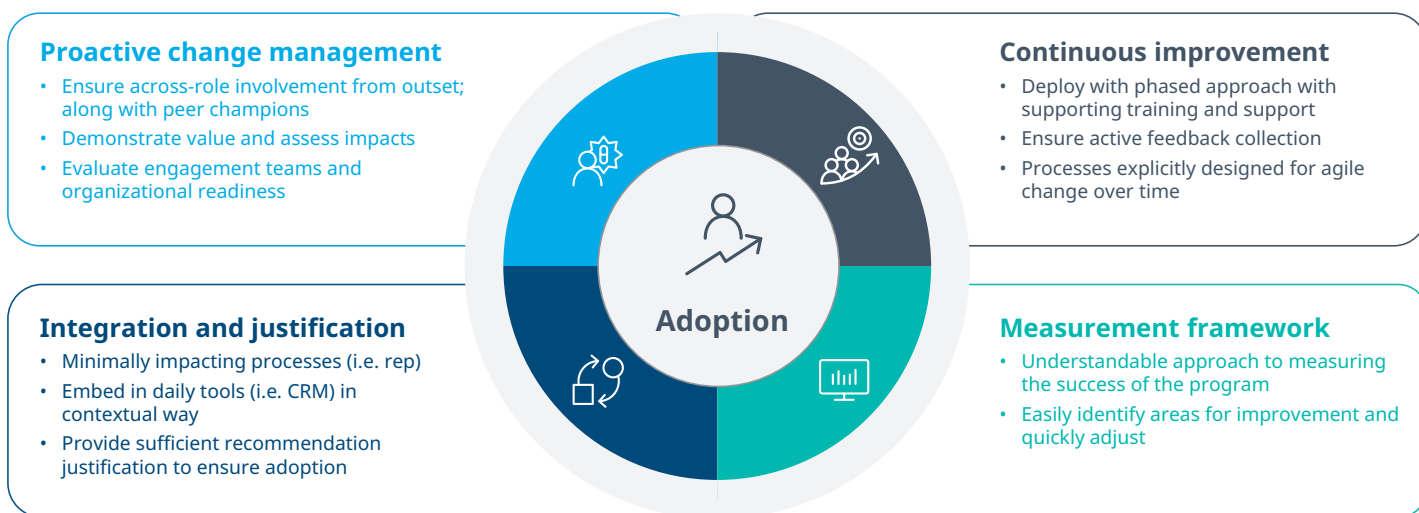 Proactive change management
• Ensure across-role involvement from outset;
along with peer champions
• Demonstrate value and assess impacts
• Evaluate engagement teams and
organizational readiness
Continuous improvement
• Deploy with phased approach with
supporting training and support
• Ensure active feedback collection
• Processes explicitly designed for agile
change over time
Adoption
Integration and justification
• Minimally impacting processes (i.e. rep)
• Embed in daily tools (i.e. CRM) in
contextual way
• Provide sufficient recommendation
justification to ensure adoption
Measurement framework
• Understandable approach to measuring
the success of the program
• Easily identify areas for improvement and
quickly adjust